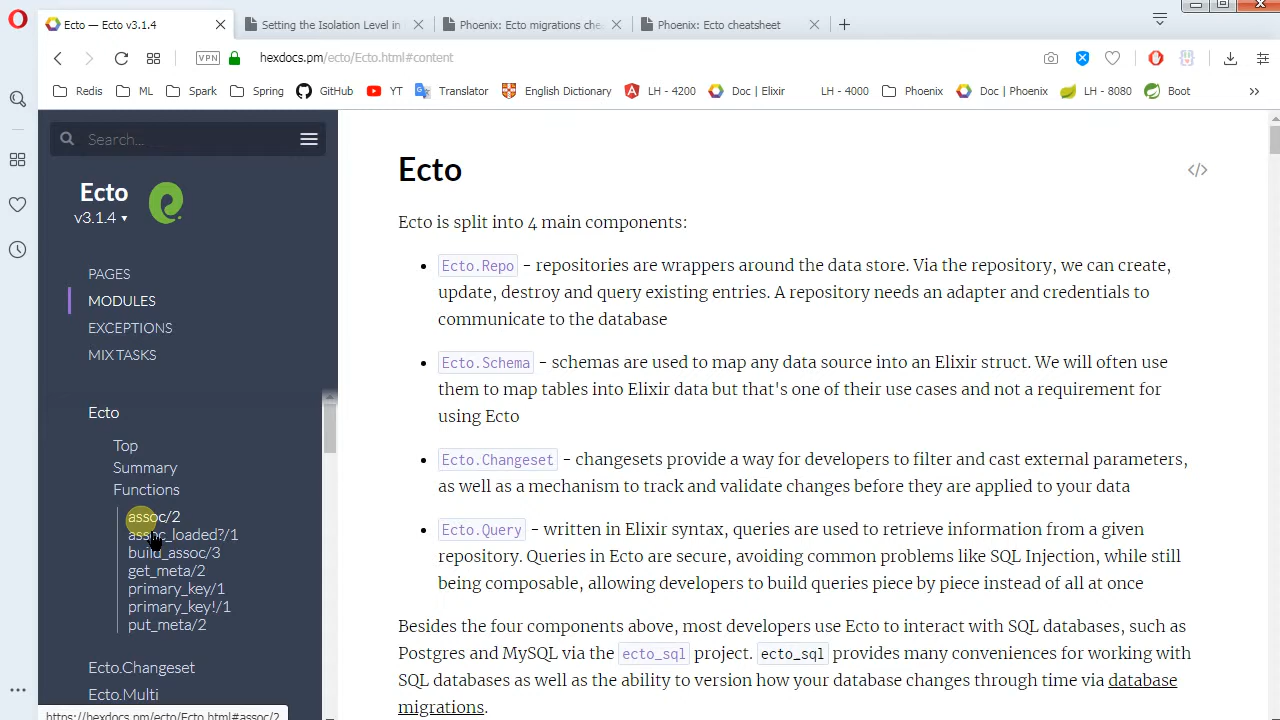 Ecto — Ecto v3.1.4
Setting the Isolation Level in
Phoenix: Ecto migrations che
Phoenix: Ecto cheatsheet
VPN
hexdocs.pm/ecto/Ecto.html#content
Redis
ML
Spark
Spring
GitHub
YT
Translator
English Dictionary
LH - 4200
Doc | Elixir
LH - 4000
Phoenix
Doc | Phoenix
LH - 8080
Boot
Search...
Ecto
v3.1.4
PAGES
MODULES
EXCEPTIONS
MIX TASKS
Ecto
Top
Summary
Functions
assoc/2
assoc_loaded?/1
build_assoc/3
get_meta/2
primary_key/1
primary_key!/1
put_meta/2
Ecto.Changeset
Ecto.Multi
https://hexdocs.pm/ecto/Ecto.html#assoc/2
Ecto
</>
Ecto is split into 4 main components:
• Ecto.Repo - repositories are wrappers around the data store. Via the repository, we can create,
update, destroy and query existing entries. A repository needs an adapter and credentials to
communicate to the database
• Ecto.Schema - schemas are used to map any data source into an Elixir struct. We will often use
them to map tables into Elixir data but that's one of their use cases and not a requirement for
using Ecto
• Ecto.Changeset - changesets provide a way for developers to filter and cast external parameters,
as well as a mechanism to track and validate changes before they are applied to your data
• Ecto.Query - written in Elixir syntax, queries are used to retrieve information from a given
repository. Queries in Ecto are secure, avoiding common problems like SQL Injection, while still
being composable, allowing developers to build queries piece by piece instead of all at once
Besides the four components above, most developers use Ecto to interact with SQL databases, such as
Postgres and MySQL via the ecto_sql project. ecto_sql provides many conveniences for working with
SQL databases as well as the ability to version how your database changes through time via database
migrations.